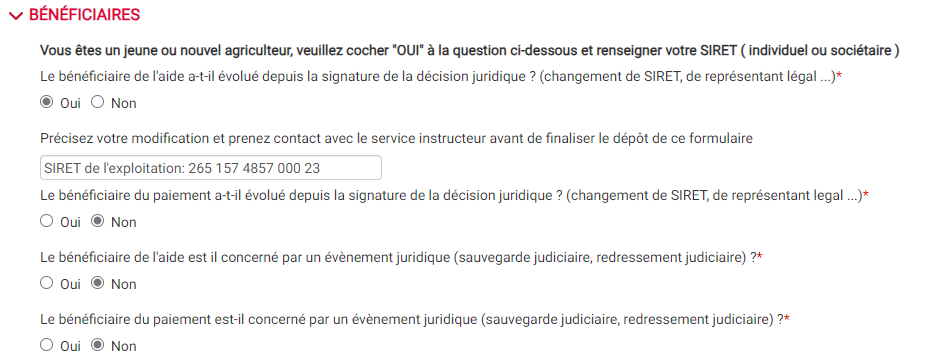 BÉNÉFICIAIRES
Vous êtes un jeune ou nouvel agriculteur, veuillez cocher "OUI" à la question ci-dessous et renseigner votre SIRET ( individuel ou sociétaire )
Le bénéficiaire de l'aide a-t-il évolué depuis la signature de la décision juridique ? (changement de SIRET, de représentant légal ...)*
Oui Non
Précisez votre modification et prenez contact avec le service instructeur avant de finaliser le dépôt de ce formulaire
SIRET de l'exploitation: 265 157 4857 000 23
Le bénéficiaire du paiement a-t-il évolué depuis la signature de la décision juridique ? (changement de SIRET, de représentant legal ...)*
Oui Non
Le bénéficiaire de l'aide est il concerné par un évènement juridique (sauvegarde judiciaire, redressement judiciaire) ?*
Oui Non
Le bénéficiaire du paiement est-il concerné par un évènement juridique (sauvegarde judiciaire, redressement judiciaire) ?*
Oui Non